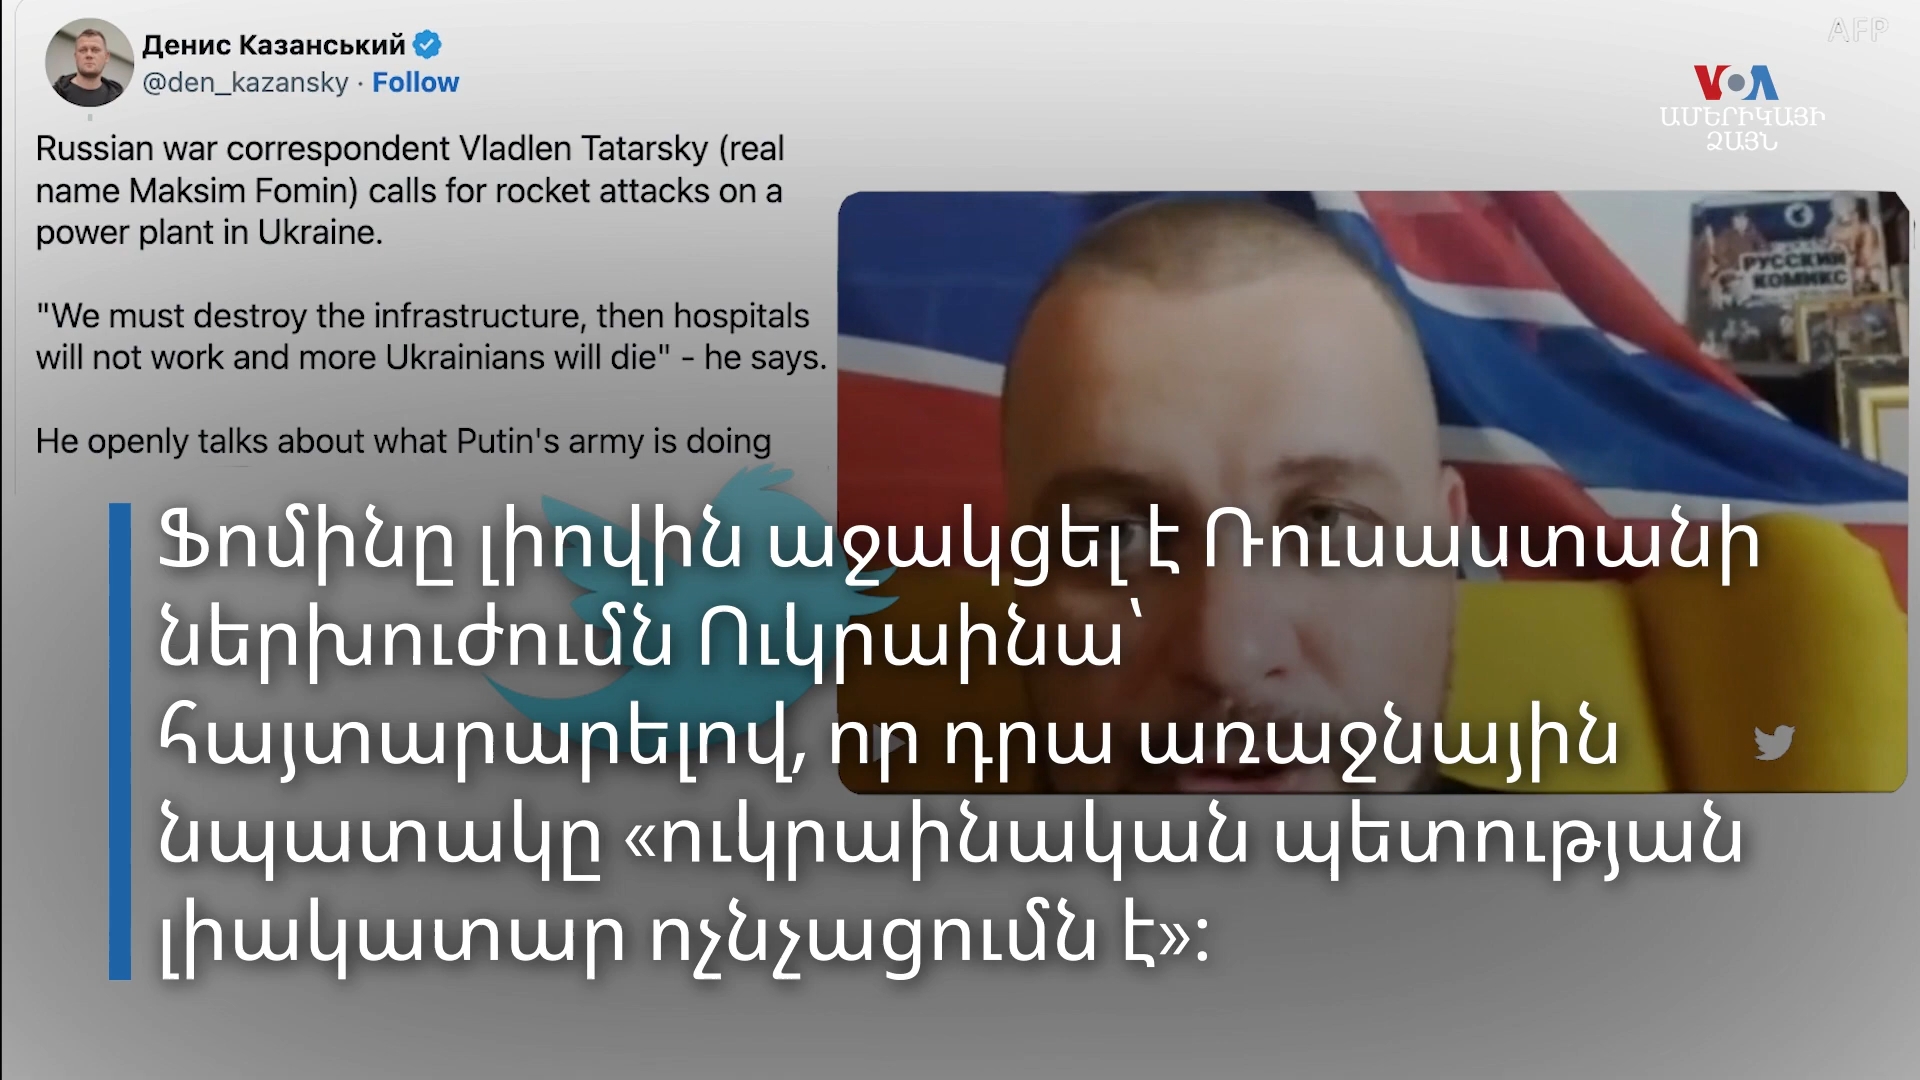 AFP
Денис Казанський
@den_kazansky · Follow
VOA
ԱՄԵՐԻԿԱՅԻ
ՁԱՅՆ
Russian war correspondent Vladlen Tatarsky (real
name Maksim Fomin) calls for rocket attacks on a
power plant in Ukraine.
"We must destroy the infrastructure, then hospitals
will not work and more Ukrainians will die" - he says.
He openly talks about what Putin's army is doing
РУССКИЙ
КОМИКС
Ֆոմինը լիովին աջակցել է Ռուսաստանի
ներխուժումն Ուկրաինա՝
հայտարարելով, որ դրա առաջնային
նպատակը «ուկրաինական պետության
լիակատար ոչնչացումն է»: